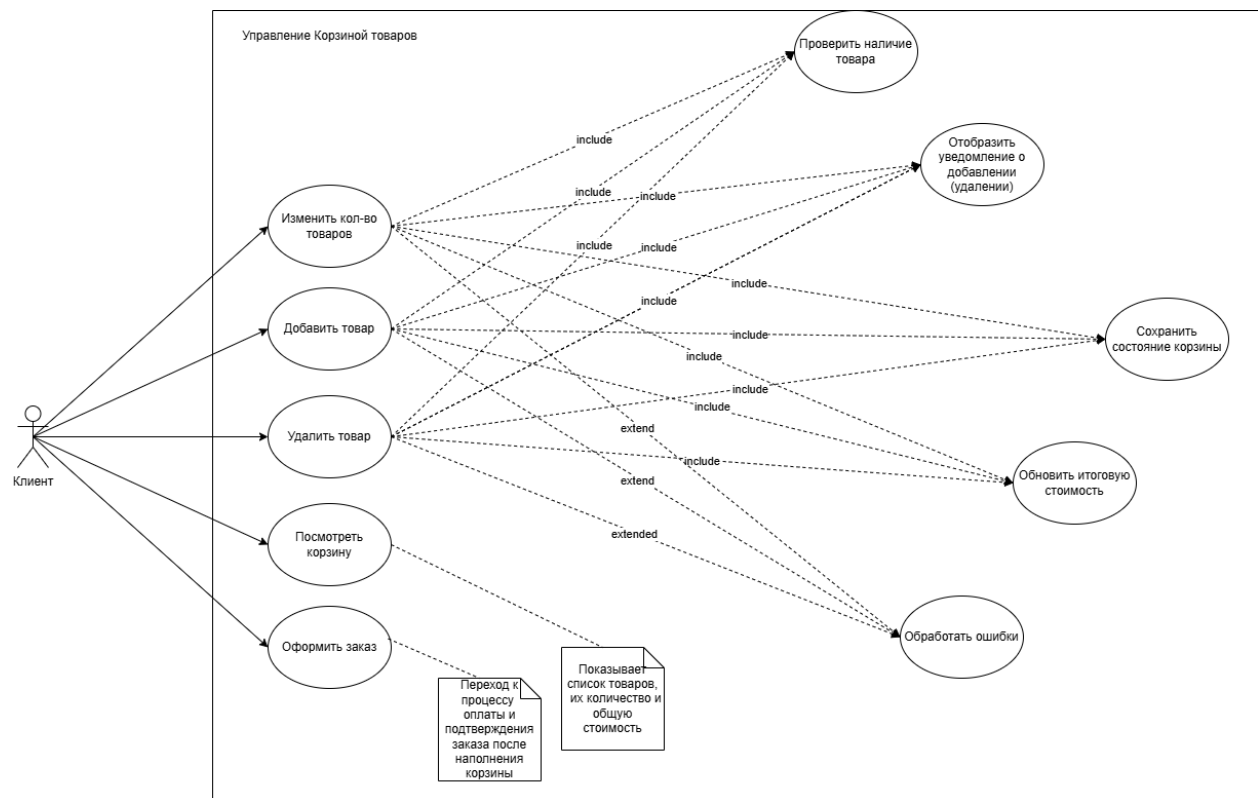 Управление Корзиной товаров
Проверить наличие
товара
include
Отобразить
уведомление о
добавлении
(удалении)
include
include
Изменить кол-во
товаров
include
include
include
include
Добавить товар
include
Сохранить
состояние корзины
include
include
include
Удалить товар
extend
include
Клиент
Обновить итоговую
стоимость
extend
extended
Посмотреть
корзину
Обработать ошибки
Оформить заказ
Показывает
список товаров,
их количество и
общую
стоимость
Переход к
процессу
оплаты и
подтверждения
заказа после
наполнения
корзины